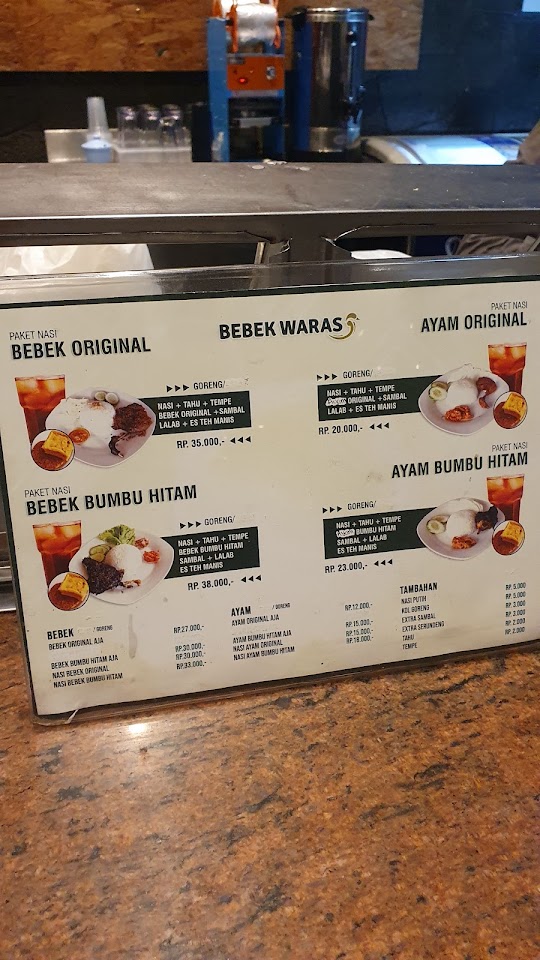 BEBEK WARAS
PAKET NASI
BEBEK ORIGINAL
GORENG/
NASI + TAHU + TEMPE
BEBEK ORIGINAL +SAMBAL
LALAB + ES TEH MANIS
RP. 35.000,-
PAKET NASI
AYAM ORIGINAL
GORENG/
NASI + TAHU + TEMPE
ORIGINAL +SAMBAL
LALAB + ES TEH MANIS
RP. 20.000,-
PAKET NASI
BEBEK BUMBU HITAM
GORENG/
NASI + TAHU + TEMPE
BEBEK BUMBU HITAM
SAMBAL + LALAB
ES TEH MANIS
RP. 38.000,-
PAKET NASI
AYAM BUMBU HITAM
GORENG/
NASI + TAHU + TEMPE
BUMBU HITAM
SAMBAL + LALAB
ES TEH MANIS
RP. 23.000,-
BEBEK / GORENG
BEBEK ORIGINAL AJA RP.27.000,-
BEBEK BUMBU HITAM AJA RP.30.000,-
NASI BEBEK ORIGINAL RP.30.000,-
NASI BEBEK BUMBU HITAM RP.33.000,-
AYAM / GORENG
AYAM ORIGINAL AJA RP.12.000,-
AYAM BUMBU HITAM AJA RP.15.000,-
NASI AYAM ORIGINAL RP.15.000,-
NASI AYAM BUMBU HITAM RP.18.000,-
TAMBAHAN
NASI PUTIH RP 5.000
KOL GORENG RP 5.000
EXTRA SAMBAL RP 3.000
EXTRA SERUNDENG RP 3.000
TAHU RP 2.000
TEMPE RP 2.000